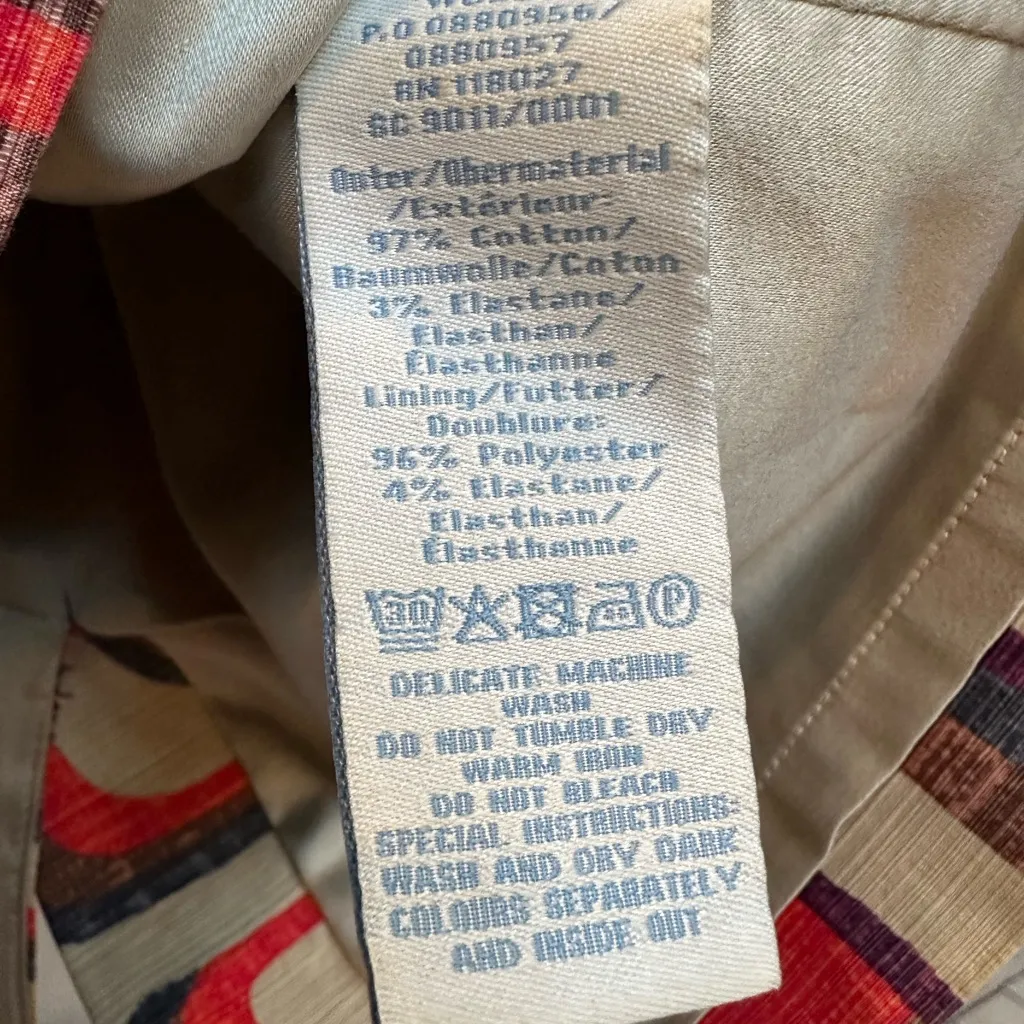 P.O 0880956/
0880957
RN 118027
SC 9011/0001
Outer/Obermaterial
/Extérieur:
97% Cotton/
Baumwolle/Coton
3% Elastane/
Elasthan/
Élasthanne
Lining/Futter/
Doublure:
96% Polyester
4% Elastane/
Elasthan/
Élasthanne
30 P
DELICATE MACHINE
WASH
DO NOT TUMBLE DRY
WARM IRON
DO NOT BLEACH
SPECIAL INSTRUCTIONS:
WASH AND DRY DARK
COLOURS SEPARATELY
AND INSIDE OUT